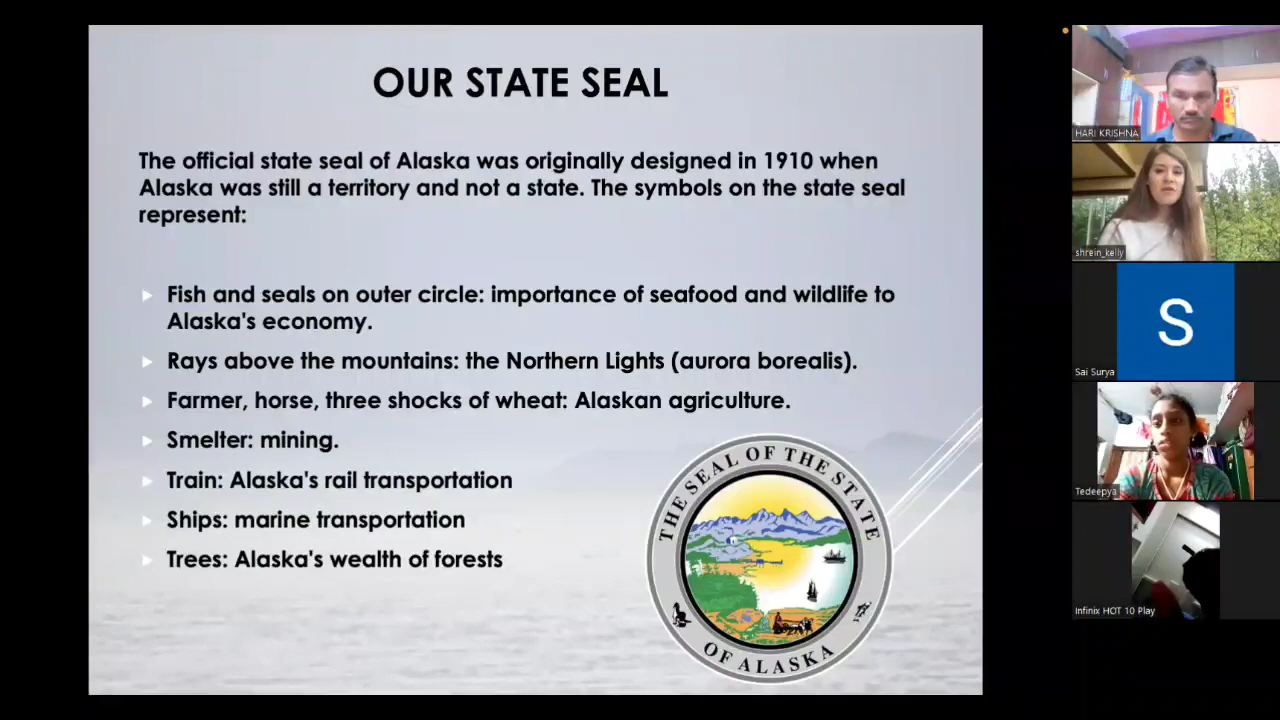 OUR STATE SEAL
The official state seal of Alaska was originally designed in 1910 when
Alaska was still a territory and not a state. The symbols on the state seal
represent:
Fish and seals on outer circle: importance of seafood and wildlife to
Alaska's economy.
Rays above the mountains: the Northern Lights (aurora borealis).
Farmer, horse, three shocks of wheat: Alaskan agriculture.
Smelter: mining.
Train: Alaska's rail transportation
Ships: marine transportation
Trees: Alaska's wealth of forests
THE SEAL OF THE STATE
OF ALASKA
HARI KRISHNA
shrein_kelly
S
Sai Surya
Tedeepya
Infinix HOT 10 Play